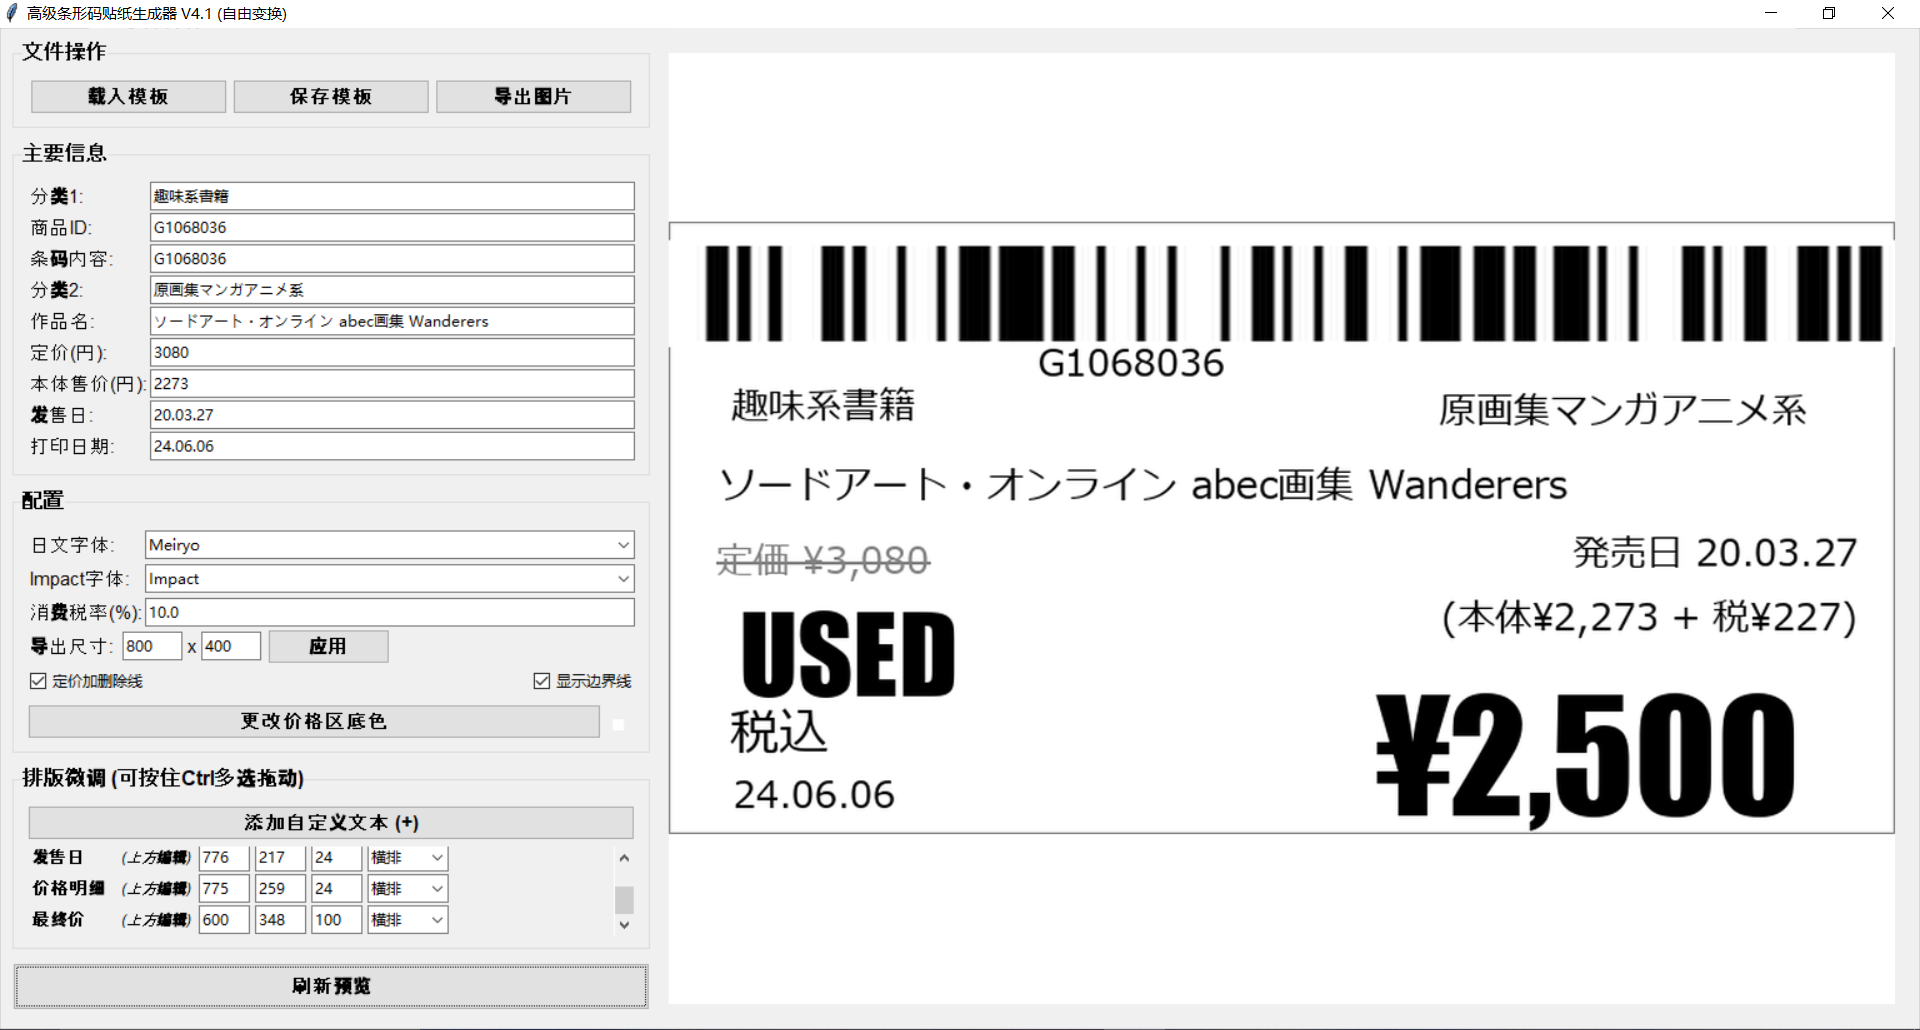 高级条形码贴纸生成器 V4.1 (自由变换)
文件操作
载入模板 保存模板 导出图片
主要信息
分类1: 趣味系書籍
商品ID: G1068036
条码内容: G1068036
分类2: 原画集マンガアニメ系
作品名: ソードアート・オンライン abec画集 Wanderers
定价(円): 3080
本体售价(円): 2273
发售日: 20.03.27
打印日期: 24.06.06
配置
日文字体: Meiryo
Impact字体: Impact
消费税率(%): 10.0
导出尺寸: 800 x 400 应用
定价加删除线 显示边界线
更改价格区底色
排版微调 (可按住Ctrl多选拖动)
添加自定义文本 (+)
发售日 (上方编辑) 776 217 24 横排
价格明细 (上方编辑) 775 259 24 横排
最终价 (上方编辑) 600 348 100 横排
刷新预览
G1068036
趣味系書籍 原画集マンガアニメ系
ソードアート・オンライン abec画集 Wanderers
定価 ¥3,080
発売日 20.03.27
(本体¥2,273 + 税¥227)
USED
税込
¥2,500
24.06.06